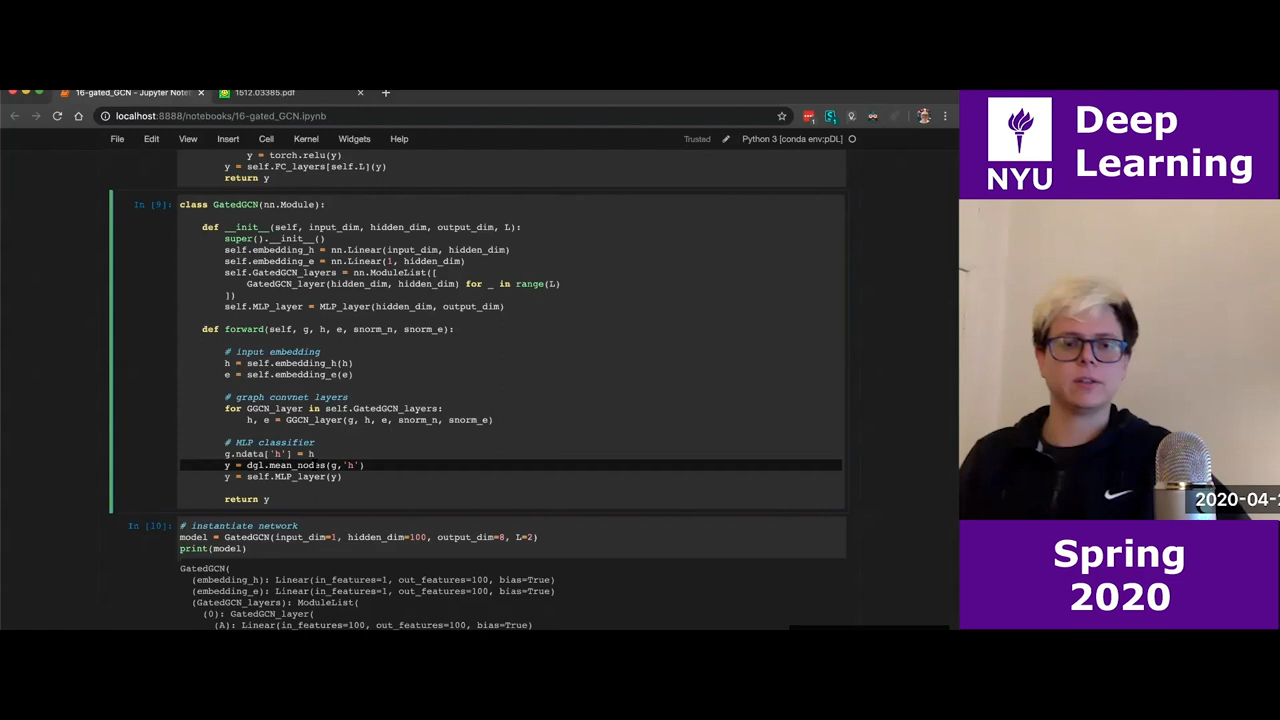 16-gated_GCN - Jupyter Note
1512.03385.pdf
localhost:8888/notebooks/16-gated_GCN.ipynb
File Edit View Insert Cell Kernel Widgets Help
Trusted
Python 3 [conda env:pDL]
y = torch.relu(y)
y = self.FC_layers[self.L](y)
return y
In [9]:
class GatedGCN(nn.Module):
def __init__(self, input_dim, hidden_dim, output_dim, L):
super().__init__()
self.embedding_h = nn.Linear(input_dim, hidden_dim)
self.embedding_e = nn.Linear(1, hidden_dim)
self.GatedGCN_layers = nn.ModuleList([
GatedGCN_layer(hidden_dim, hidden_dim) for _ in range(L)
])
self.MLP_layer = MLP_layer(hidden_dim, output_dim)
def forward(self, g, h, e, snorm_n, snorm_e):
# input embedding
h = self.embedding_h(h)
e = self.embedding_e(e)
# graph convnet layers
for GGCN_layer in self.GatedGCN_layers:
h, e = GGCN_layer(g, h, e, snorm_n, snorm_e)
# MLP classifier
g.ndata['h'] = h
y = dgl.mean_nodes(g,'h')
y = self.MLP_layer(y)
return y
In [10]:
# instantiate network
model = GatedGCN(input_dim=1, hidden_dim=100, output_dim=8, L=2)
print(model)
GatedGCN(
(embedding_h): Linear(in_features=1, out_features=100, bias=True)
(embedding_e): Linear(in_features=1, out_features=100, bias=True)
(GatedGCN_layers): ModuleList(
(0): GatedGCN_layer(
(A): Linear(in_features=100, out_features=100, bias=True)
NYU
Deep
Learning
2020-04-2
Spring
2020